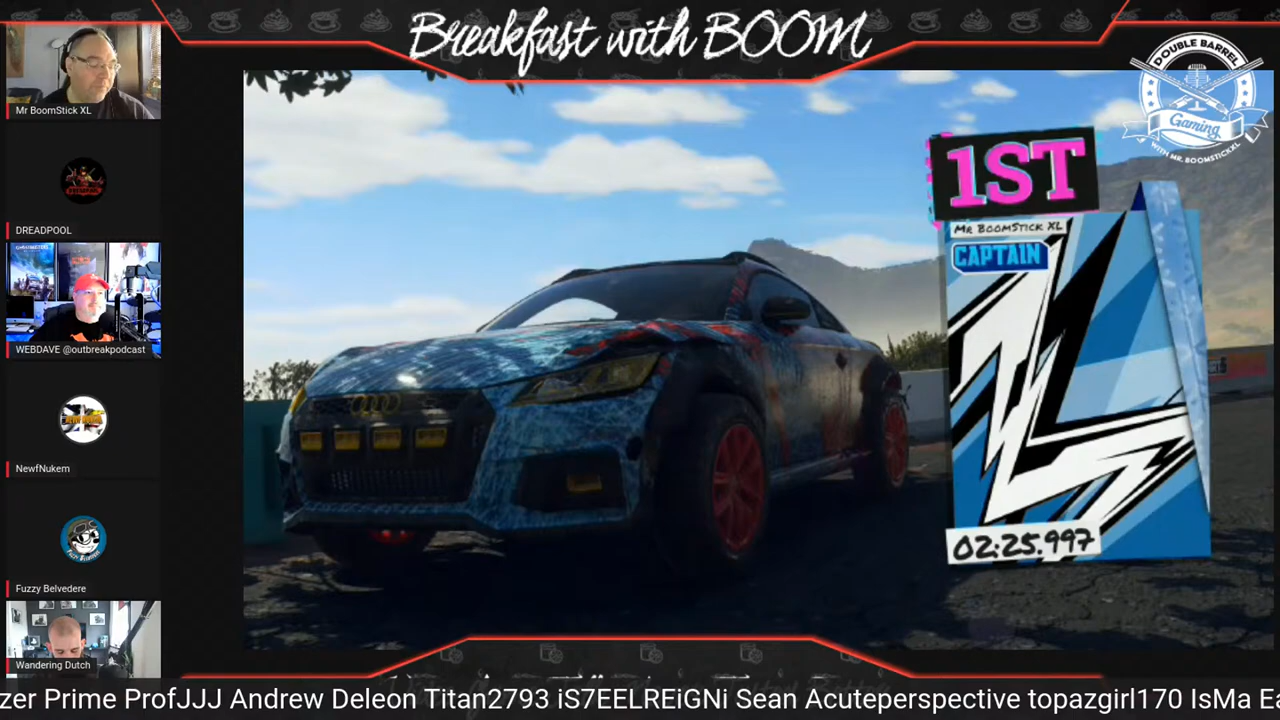 Breakfast with BOOM
DOUBLE BARREL
Gaming
WITH MR. BOOMSTICKXL
Mr BoomStick XL
DREADPOOL
WEBDAVE @outbreakpodcast
NewfNukem
Fuzzy Belvedere
Wandering Dutch
1ST
MR BOOMSTICK XL
CAPTAIN
02:25.997
zer Prime ProfJJJ Andrew Deleon Titan2793 iS7EELREiGNi Sean Acuteperspective topazgirl170 IsMa Ea